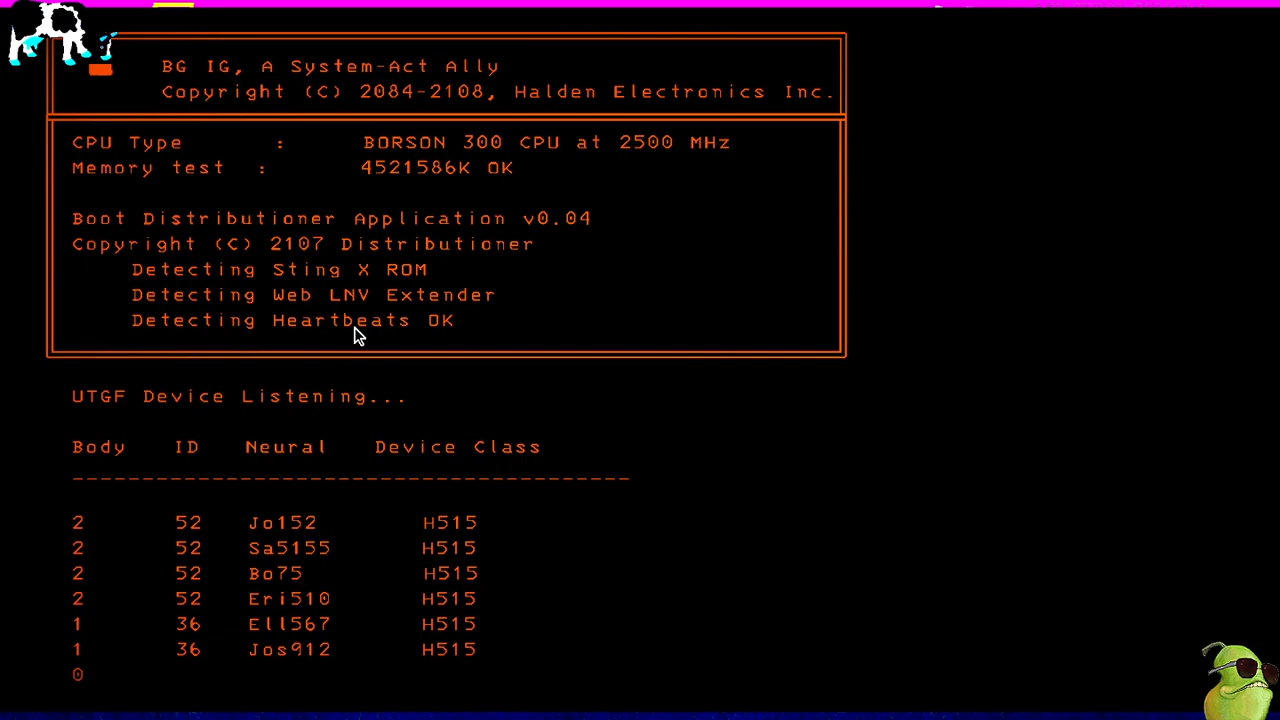 BG IG, A System-Act Ally
Copyright (C) 2084-2108, Halden Electronics Inc.
CPU Type : BORSON 300 CPU at 2500 MHz
Memory test : 4521586K OK
Boot Distributioner Application v0.04
Copyright (C) 2107 Distributioner
Detecting Sting X ROM
Detecting Web LNV Extender
Detecting Heartbeats OK
UTGF Device Listening...
Body ID Neural Device Class
-----------------------------------------
2 52 Jo152 H515
2 52 Sa5155 H515
2 52 Bo75 H515
2 52 Eri510 H515
1 36 Ell567 H515
1 36 Jos912 H515
0